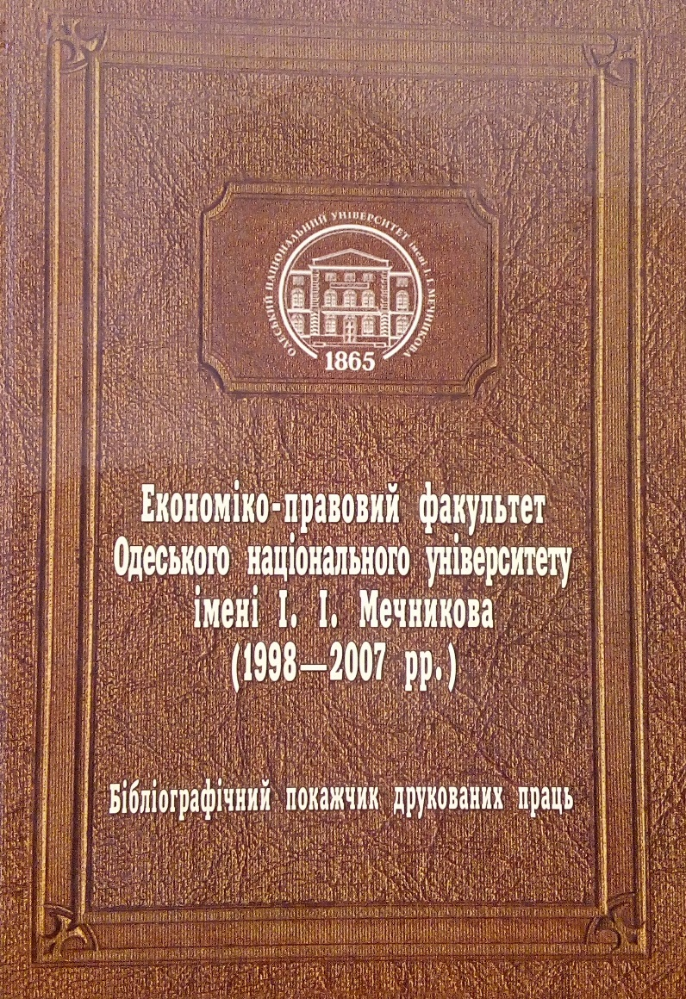 ОДЕСЬКИЙ НАЦІОНАЛЬНИЙ УНІВЕРСИТЕТ імені І. І. МЕЧНИКОВА
1865
Економіко-правовий факультет
Одеського національного університету
імені І. І. Мечникова
(1998—2007 рр.)
Бібліографічний покажчик друкованих праць